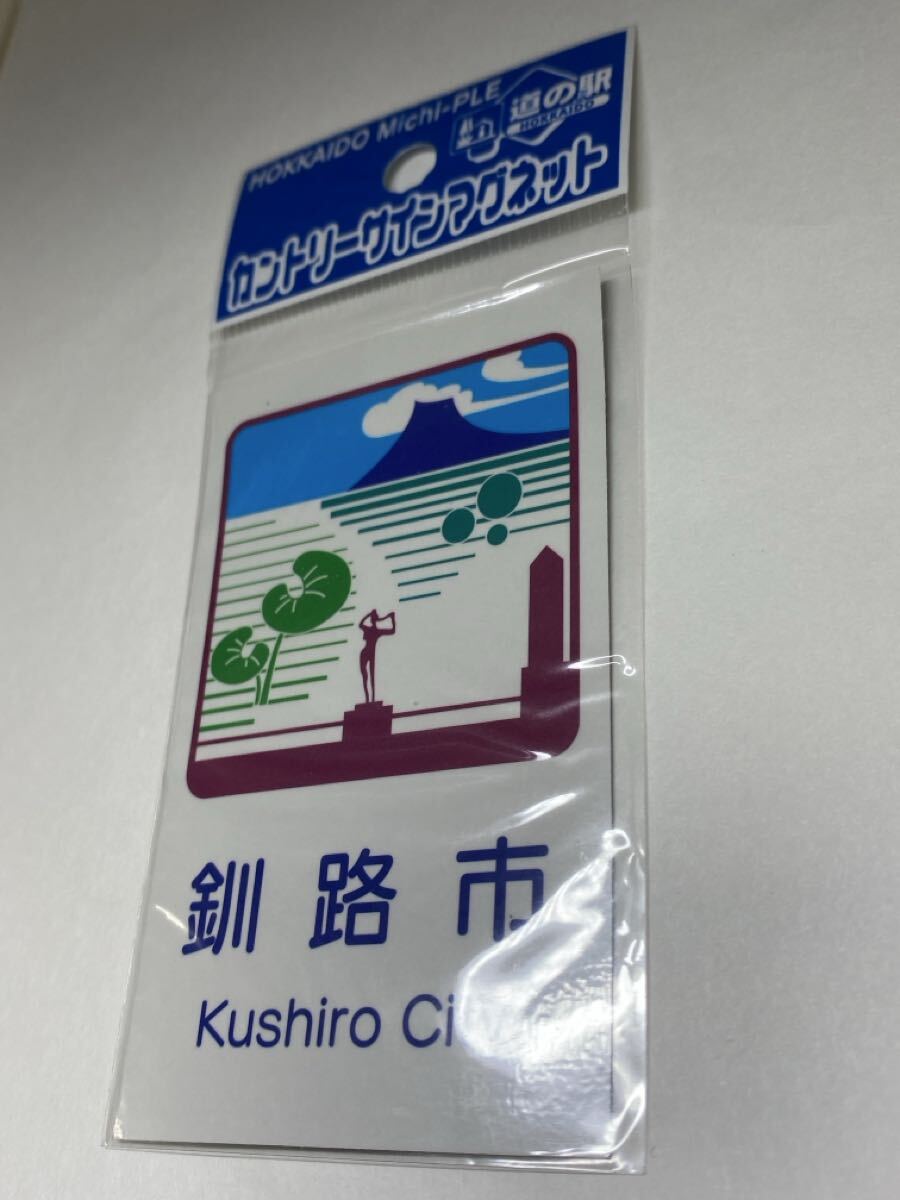 HOKKAIDO Michi-PLE
道の駅
HOKKAIDO
カントリーサインマグネット
釧路市
Kushiro City